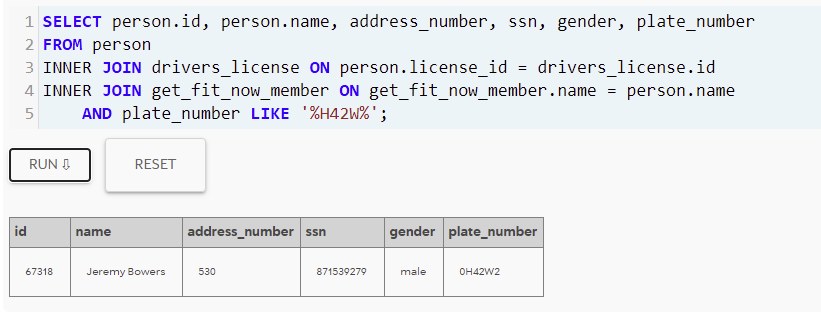 1 SELECT person.id, person.name, address_number, ssn, gender, plate_number
2 FROM person
3 INNER JOIN drivers_license ON person.license_id = drivers_license.id
4 INNER JOIN get_fit_now_member ON get_fit_now_member.name = person.name
5     AND plate_number LIKE '%H42W%';
RUN ⇩ RESET
id name address_number ssn gender plate_number
67318 Jeremy Bowers 530 871539279 male 0H42W2